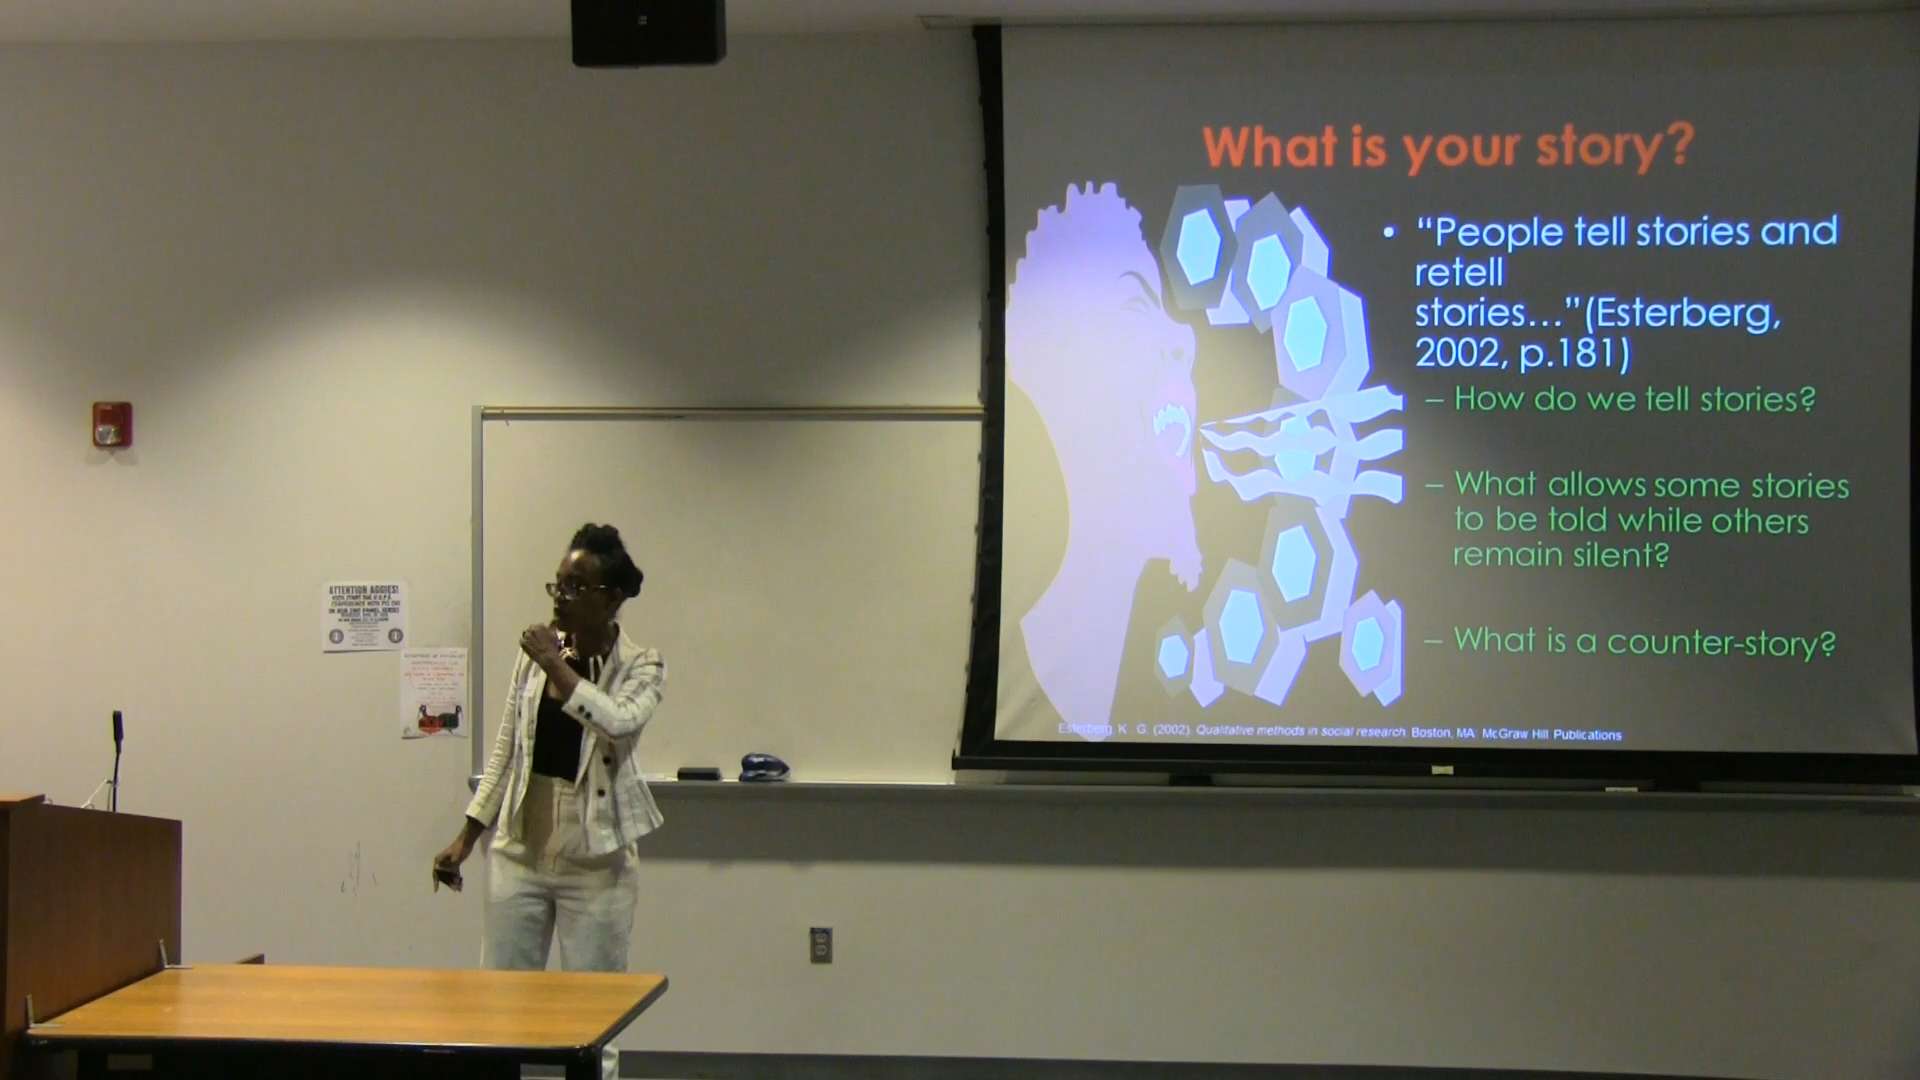 What is your story?
• “People tell stories and
retell
stories…”(Esterberg,
2002, p.181)
– How do we tell stories?
– What allows some stories
to be told while others
remain silent?
– What is a counter-story?
Esterberg, K. G. (2002). Qualitative methods in social research. Boston, MA: McGraw Hill Publications
ATTENTION AGGIES!